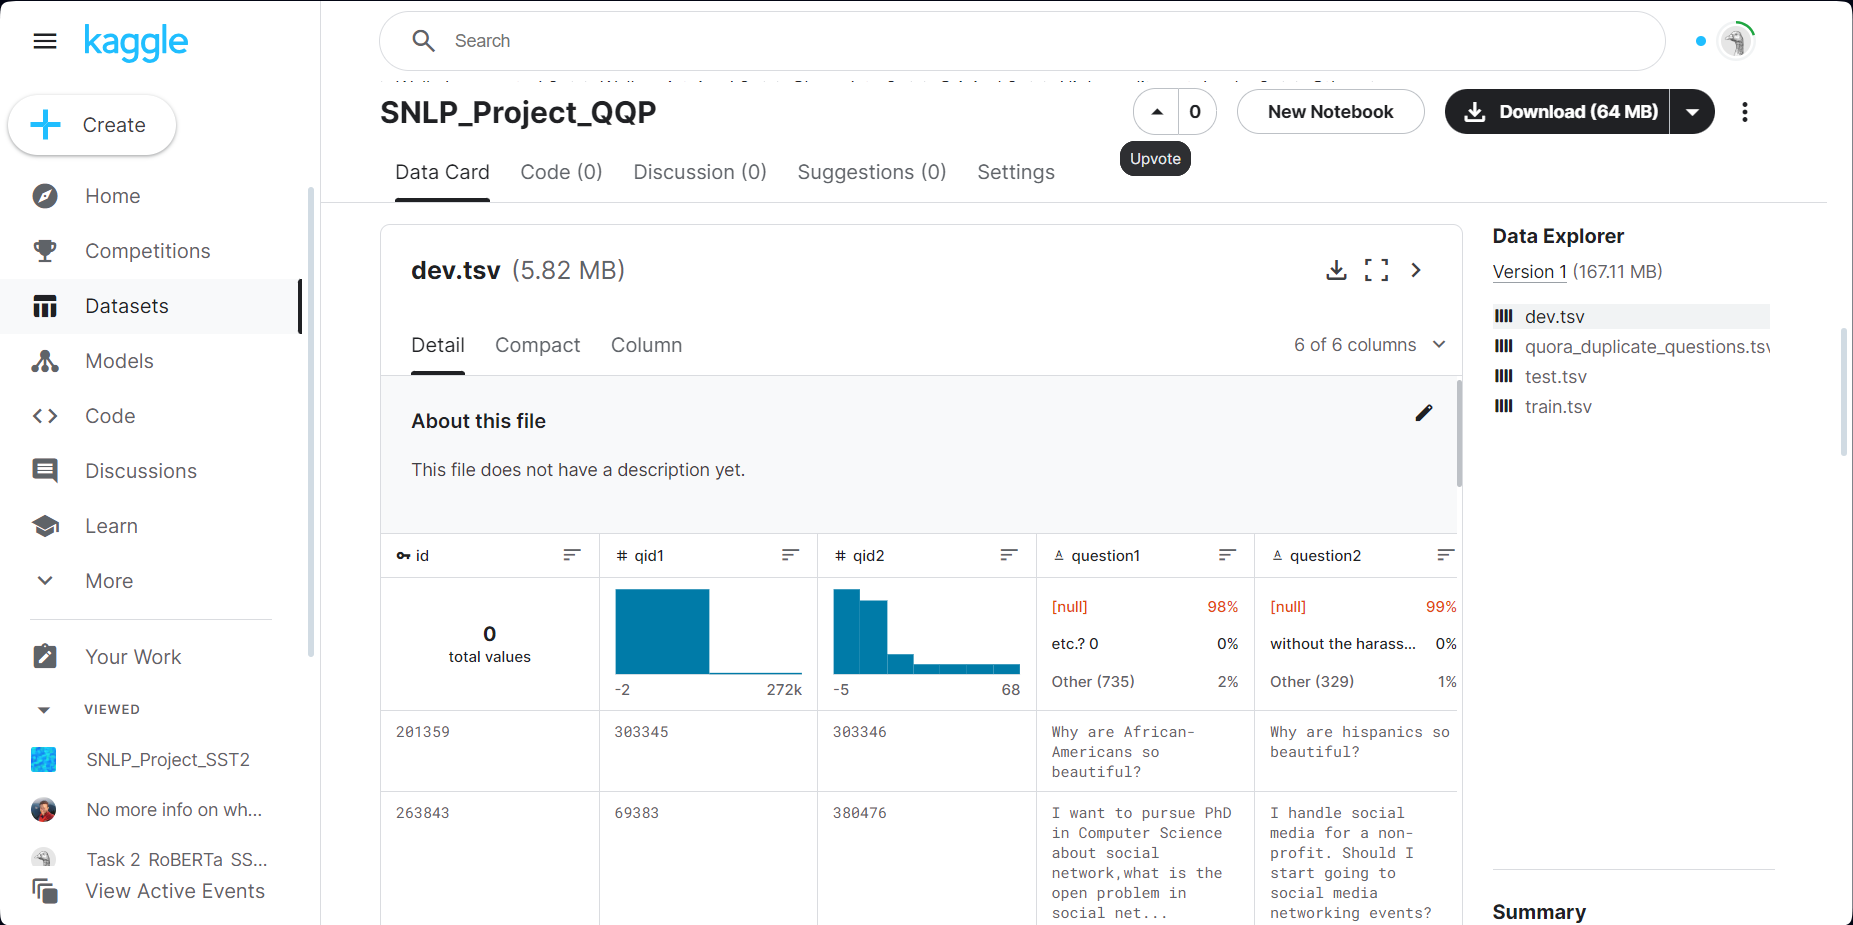 kaggle
Search
Create
Home
Competitions
Datasets
Models
Code
Discussions
Learn
More
Your Work
VIEWED
SNLP_Project_SST2
No more info on wh...
Task 2 RoBERTa SS...
View Active Events
SNLP_Project_QQP
0
New Notebook
Download (64 MB)
Upvote
Data Card
Code (0)
Discussion (0)
Suggestions (0)
Settings
dev.tsv (5.82 MB)
Detail
Compact
Column
6 of 6 columns
About this file
This file does not have a description yet.
id
# qid1
# qid2
A question1
A question2
0
total values
-2
272k
-5
68
[null] 98%
etc.? 0 0%
Other (735) 2%
[null] 99%
without the harass... 0%
Other (329) 1%
201359
303345
303346
Why are African-
Americans so
beautiful?
Why are hispanics so
beautiful?
263843
69383
380476
I want to pursue PhD
in Computer Science
about social
network,what is the
open problem in
social net...
I handle social
media for a non-
profit. Should I
start going to
social media
networking events?
Data Explorer
Version 1 (167.11 MB)
dev.tsv
quora_duplicate_questions.tsv
test.tsv
train.tsv
Summary